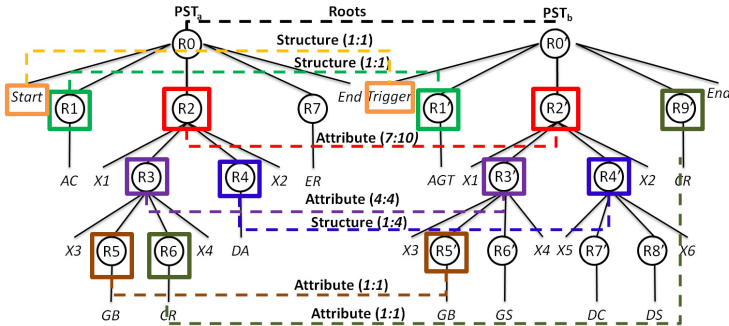 PSTa Roots PSTb
R0 R0′
Structure (1:1)
Structure (1:1)
Start R1 R2 R7 End Trigger R1′ R2′ R9′ End
Attribute (7:10)
AC X1 R3 R4 X2 ER AGT X1 R3′ R4′ X2 CR
Attribute (4:4)
Structure (1:4)
X3 R5 R6 X4 DA X3 R5′ R6′ X4 X5 R7′ R8′ X6
Attribute (1:1)
GB CR GB GS DC DS
Attribute (1:1)